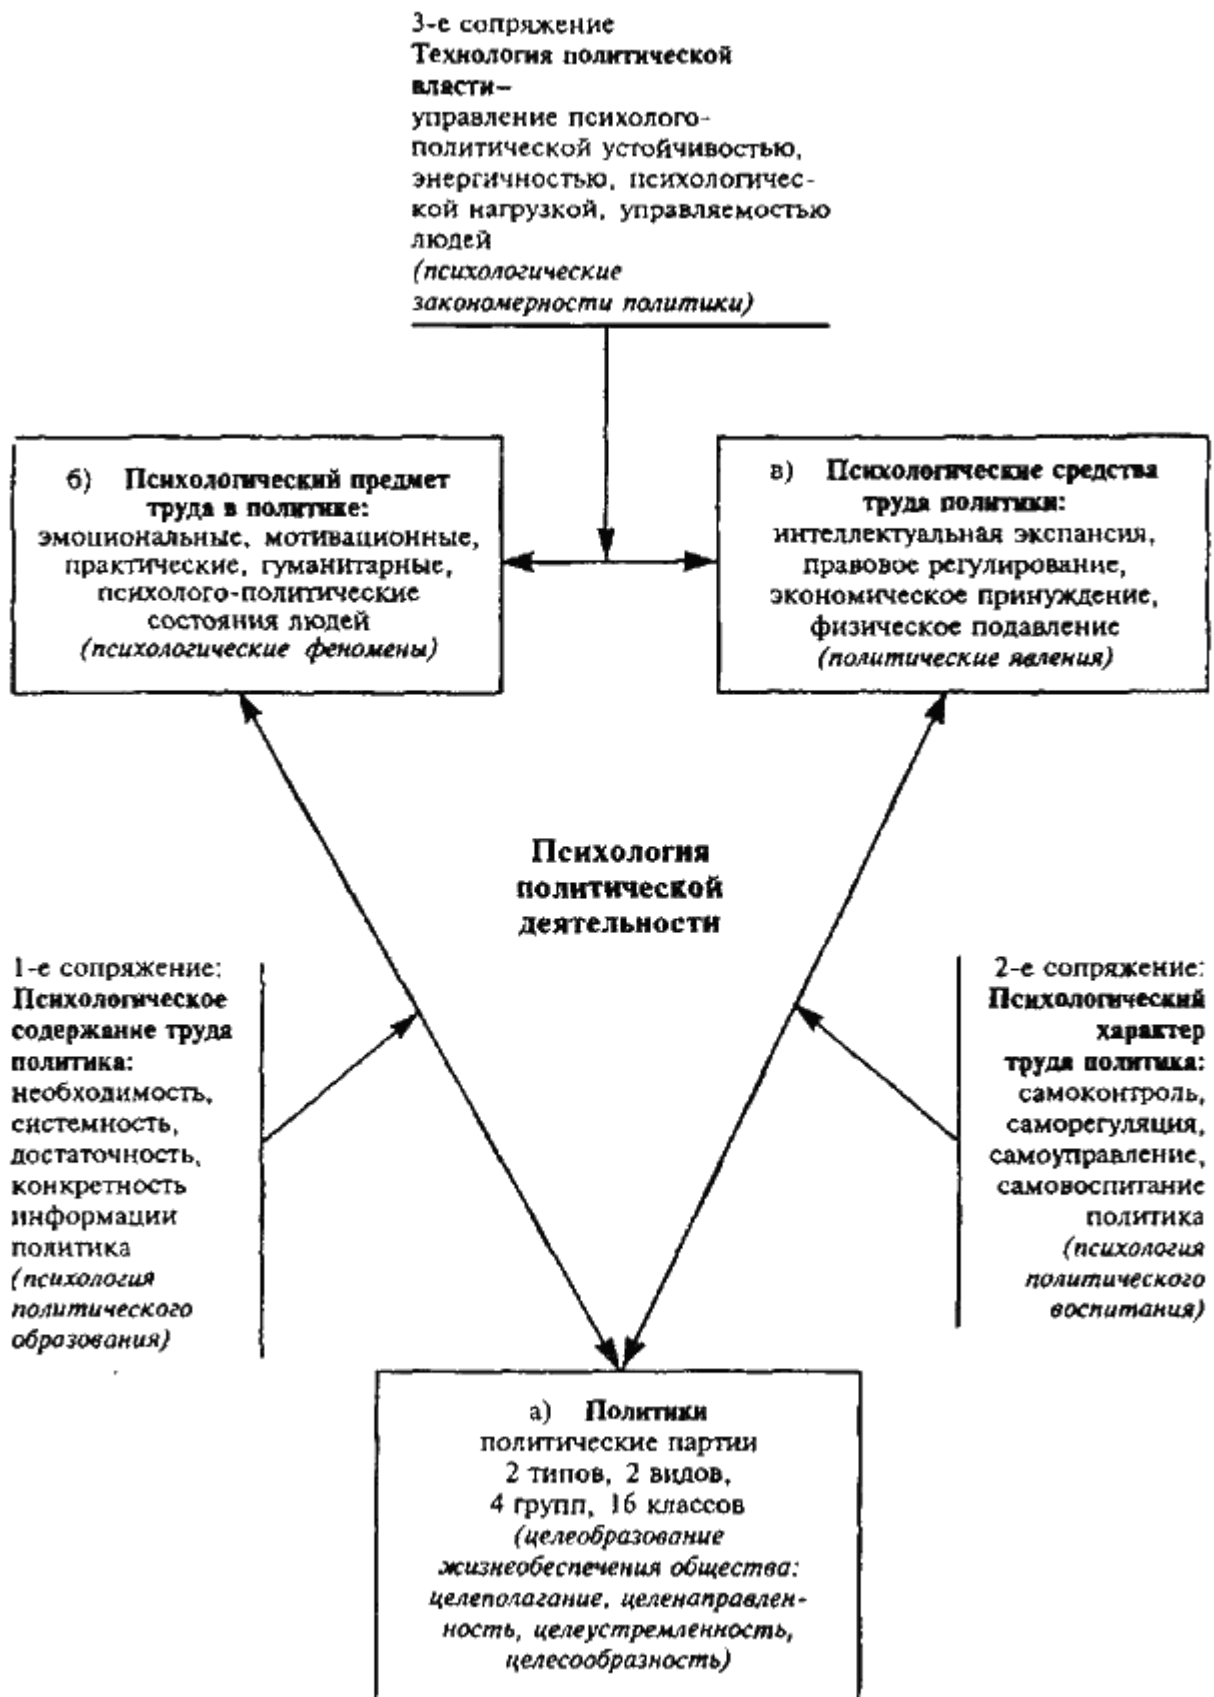 3-е сопряжение
Технология политической
власти–
управление психолого-
политической устойчивостью,
энергичностью, психологичес-
кой нагрузкой, управляемостью
людей
(психологические
закономерности политики)
б) Психологический предмет
труда в политике:
эмоциональные, мотивационные,
практические, гуманитарные,
психолого-политические
состояния людей
(психологические феномены)
в) Психологические средства
труда политики:
интеллектуальная экспансия,
правовое регулирование,
экономическое принуждение,
физическое подавление
(политические явления)
Психология
политической
деятельности
1-е сопряжение:
Психологическое
содержание труда
политика:
необходимость,
системность,
достаточность,
конкретность
информации
политика
(психология
политического
образования)
2-е сопряжение:
Психологический
характер
труда политика:
самоконтроль,
саморегуляция,
самоуправление,
самовоспитание
политика
(психология
политического
воспитания)
а) Политики
политические партии
2 типов, 2 видов,
4 групп, 16 классов
(целеобразование
жизнеобеспечения общества:
целеполагание, целенаправлен-
ность, целеустремленность,
целесообразность)